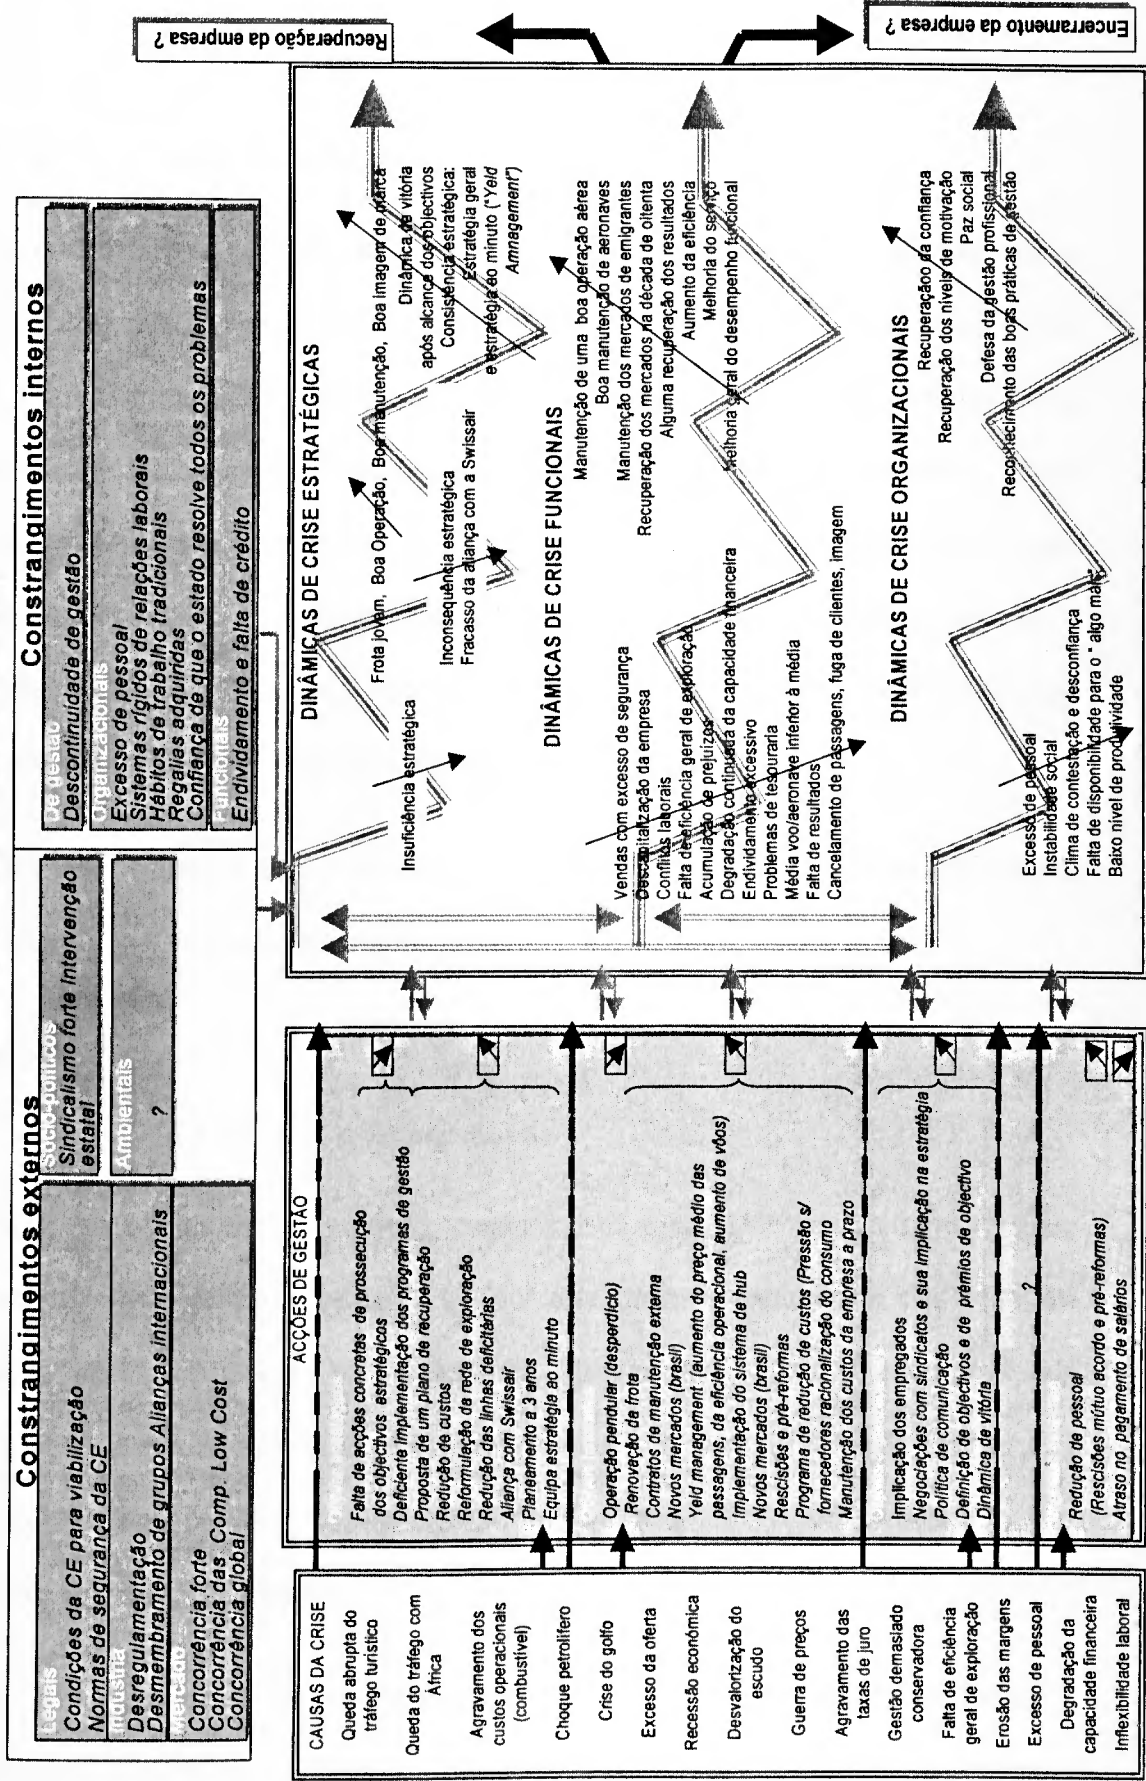 Constrangimentos externos
Legais
Condições da CE para viabilização
Normas de segurança da CE
Indústria
Desregulamentação
Desmembramento de grupos Alianças internacionais
Mercado
Concorrência forte
Concorrência das Comp. Low Cost
Concorrência global
Sócio-políticos
Sindicalismo forte Intervenção
estatal
Ambientais
?
Constrangimentos internos
De gestão
Descontinuidade de gestão
Organizacionais
Excesso de pessoal
Sistemas rígidos de relações laborais
Hábitos de trabalho tradicionais
Regalias adquiridas
Confiança de que o estado resolve todos os problemas
Funcionais
Endividamento e falta de crédito
CAUSAS DA CRISE
Queda abrupta do
tráfego turístico
Queda do tráfego com
África
Agravamento dos
custos operacionais
(combustível)
Choque petrolífero
Crise do golfo
Excesso da oferta
Recessão económica
Desvalorização do
escudo
Guerra de preços
Agravamento das
taxas de juro
Gestão demasiado
conservadora
Falta de eficiência
geral de exploração
Erosão das margens
Excesso de pessoal
Degradação da
capacidade financeira
Inflexibilidade laboral
ACÇÕES DE GESTÃO
Falta de acções concretas de prossecução
dos objectivos estratégicos
Deficiente Implementação dos programas de gestão
Proposta de um plano de recuperação
Redução de custos
Reformulação da rede de exploração
Redução das linhas deficitárias
Aliança com Swissair
Planeamento a 3 anos
Equipa estratégia ao minuto
Operação pendular (desperdício)
Renovação da frota
Contratos de manutenção externa
Novos mercados (brasil)
Yeld management (aumento do preço médio das
passagens, da eficiência operacional, aumento de vôos)
Implementação do sistema de hub
Novos mercados (brasil)
Rescisões e pré-reformas
Programa de redução de custos (Pressão s/
fornecedores racionalização do consumo
Manutenção dos custos da empresa a prazo
Implicação dos empregados
Negociações com sindicatos e sua implicação na estratégia
Política de comunicação
Definição de objectivos e de prémios de objectivo
Dinâmica de vitória
?
Redução de pessoal
(Rescisões mútuo acordo e pré-reformas)
Atraso no pagamento de salários
DINÂMICAS DE CRISE ESTRATÉGICAS
Insuficiência estratégica
Frota jovem, Boa Operação, Boa manutenção, Boa imagem de marca
Inconsequência estratégica
Fracasso da aliança com a Swissair
Dinâmica de vitória
após alcance dos objectivos
Consistência estratégica:
Estratégia geral
e estratégia ao minuto ("Yeld
Amnagement")
DINÂMICAS DE CRISE FUNCIONAIS
Vendas com excesso de segurança
Descapitalização da empresa
Conflitos laborais
Falta de eficiência geral de exploração
Acumulação de prejuízos
Degradação continuada da capacidade financeira
Endividamento excessivo
Problemas de tesouraria
Média voo/aeronave inferior à média
Falta de resultados
Cancelamento de passagens, fuga de clientes, imagem
Manutenção de uma boa operação aérea
Boa manutenção de aeronaves
Manutenção dos mercados de emigrantes
Recuperação dos mercados na década de oitenta
Alguma recuperação dos resultados
Aumento da eficiência
Melhoria do serviço
Melhoria geral do desempenho funcional
DINÂMICAS DE CRISE ORGANIZACIONAIS
Excesso de pessoal
Instabilidade social
Clima de contestação e desconfiança
Falta de disponibilidade para o " algo mais"
Baixo nível de produtividade
Recuperação da confiança
Recuperação dos níveis de motivação
Paz social
Defesa da gestão profissional
Reconhecimento das boas práticas de gestão
Recuperação da empresa ?
Encerramento da empresa ?